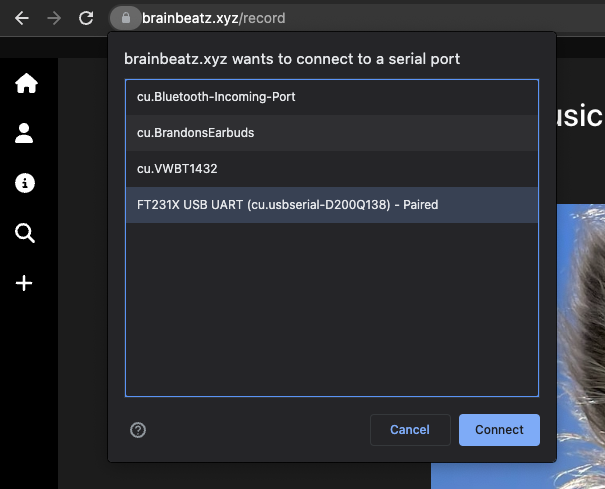 brainbeatz.xyz/record
brainbeatz.xyz wants to connect to a serial port
cu.Bluetooth-Incoming-Port
cu.BrandonsEarbuds
cu.VWBT1432
FT231X USB UART (cu.usbserial-D200Q138) - Paired
Cancel
Connect